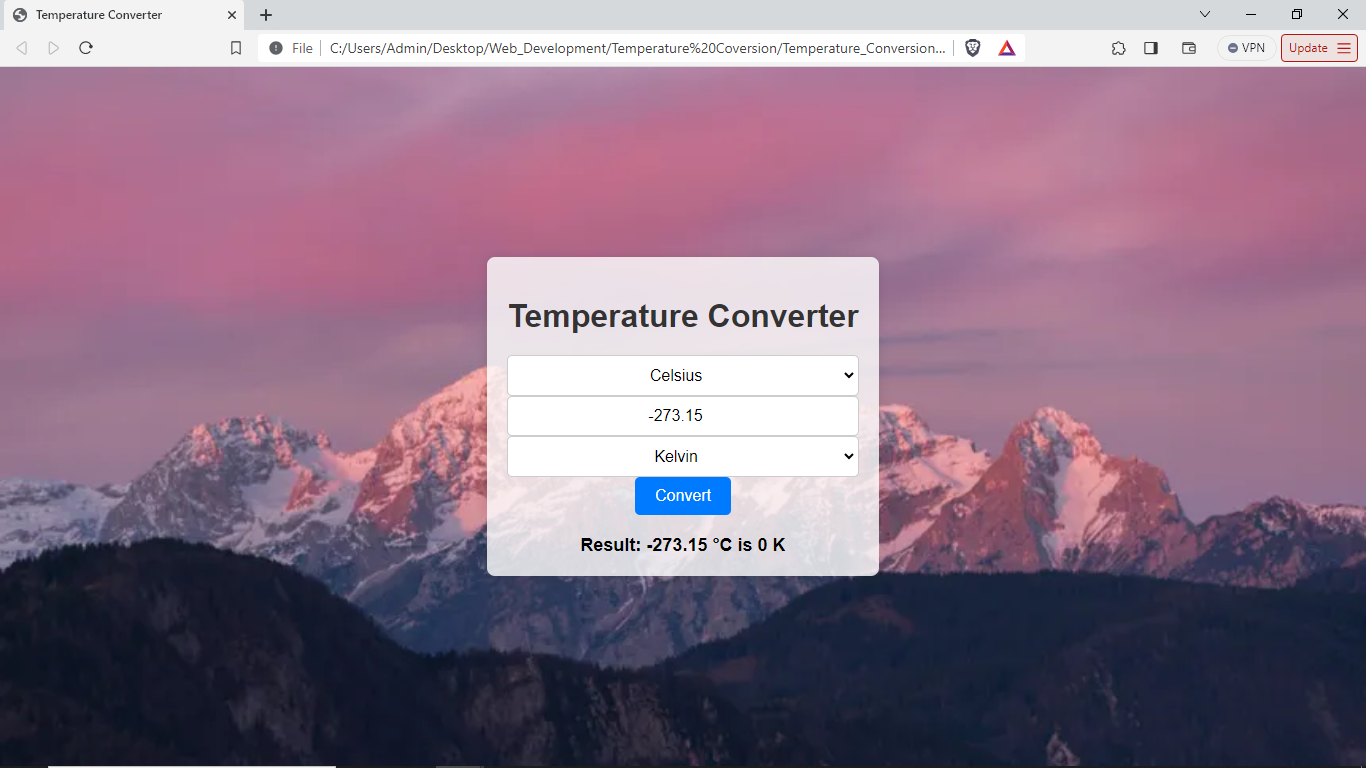 Temperature Converter
File C:/Users/Admin/Desktop/Web_Development/Temperature%20Coversion/Temperature_Conversion... VPN Update
Temperature Converter
Celsius
-273.15
Kelvin
Convert
Result: -273.15 °C is 0 K